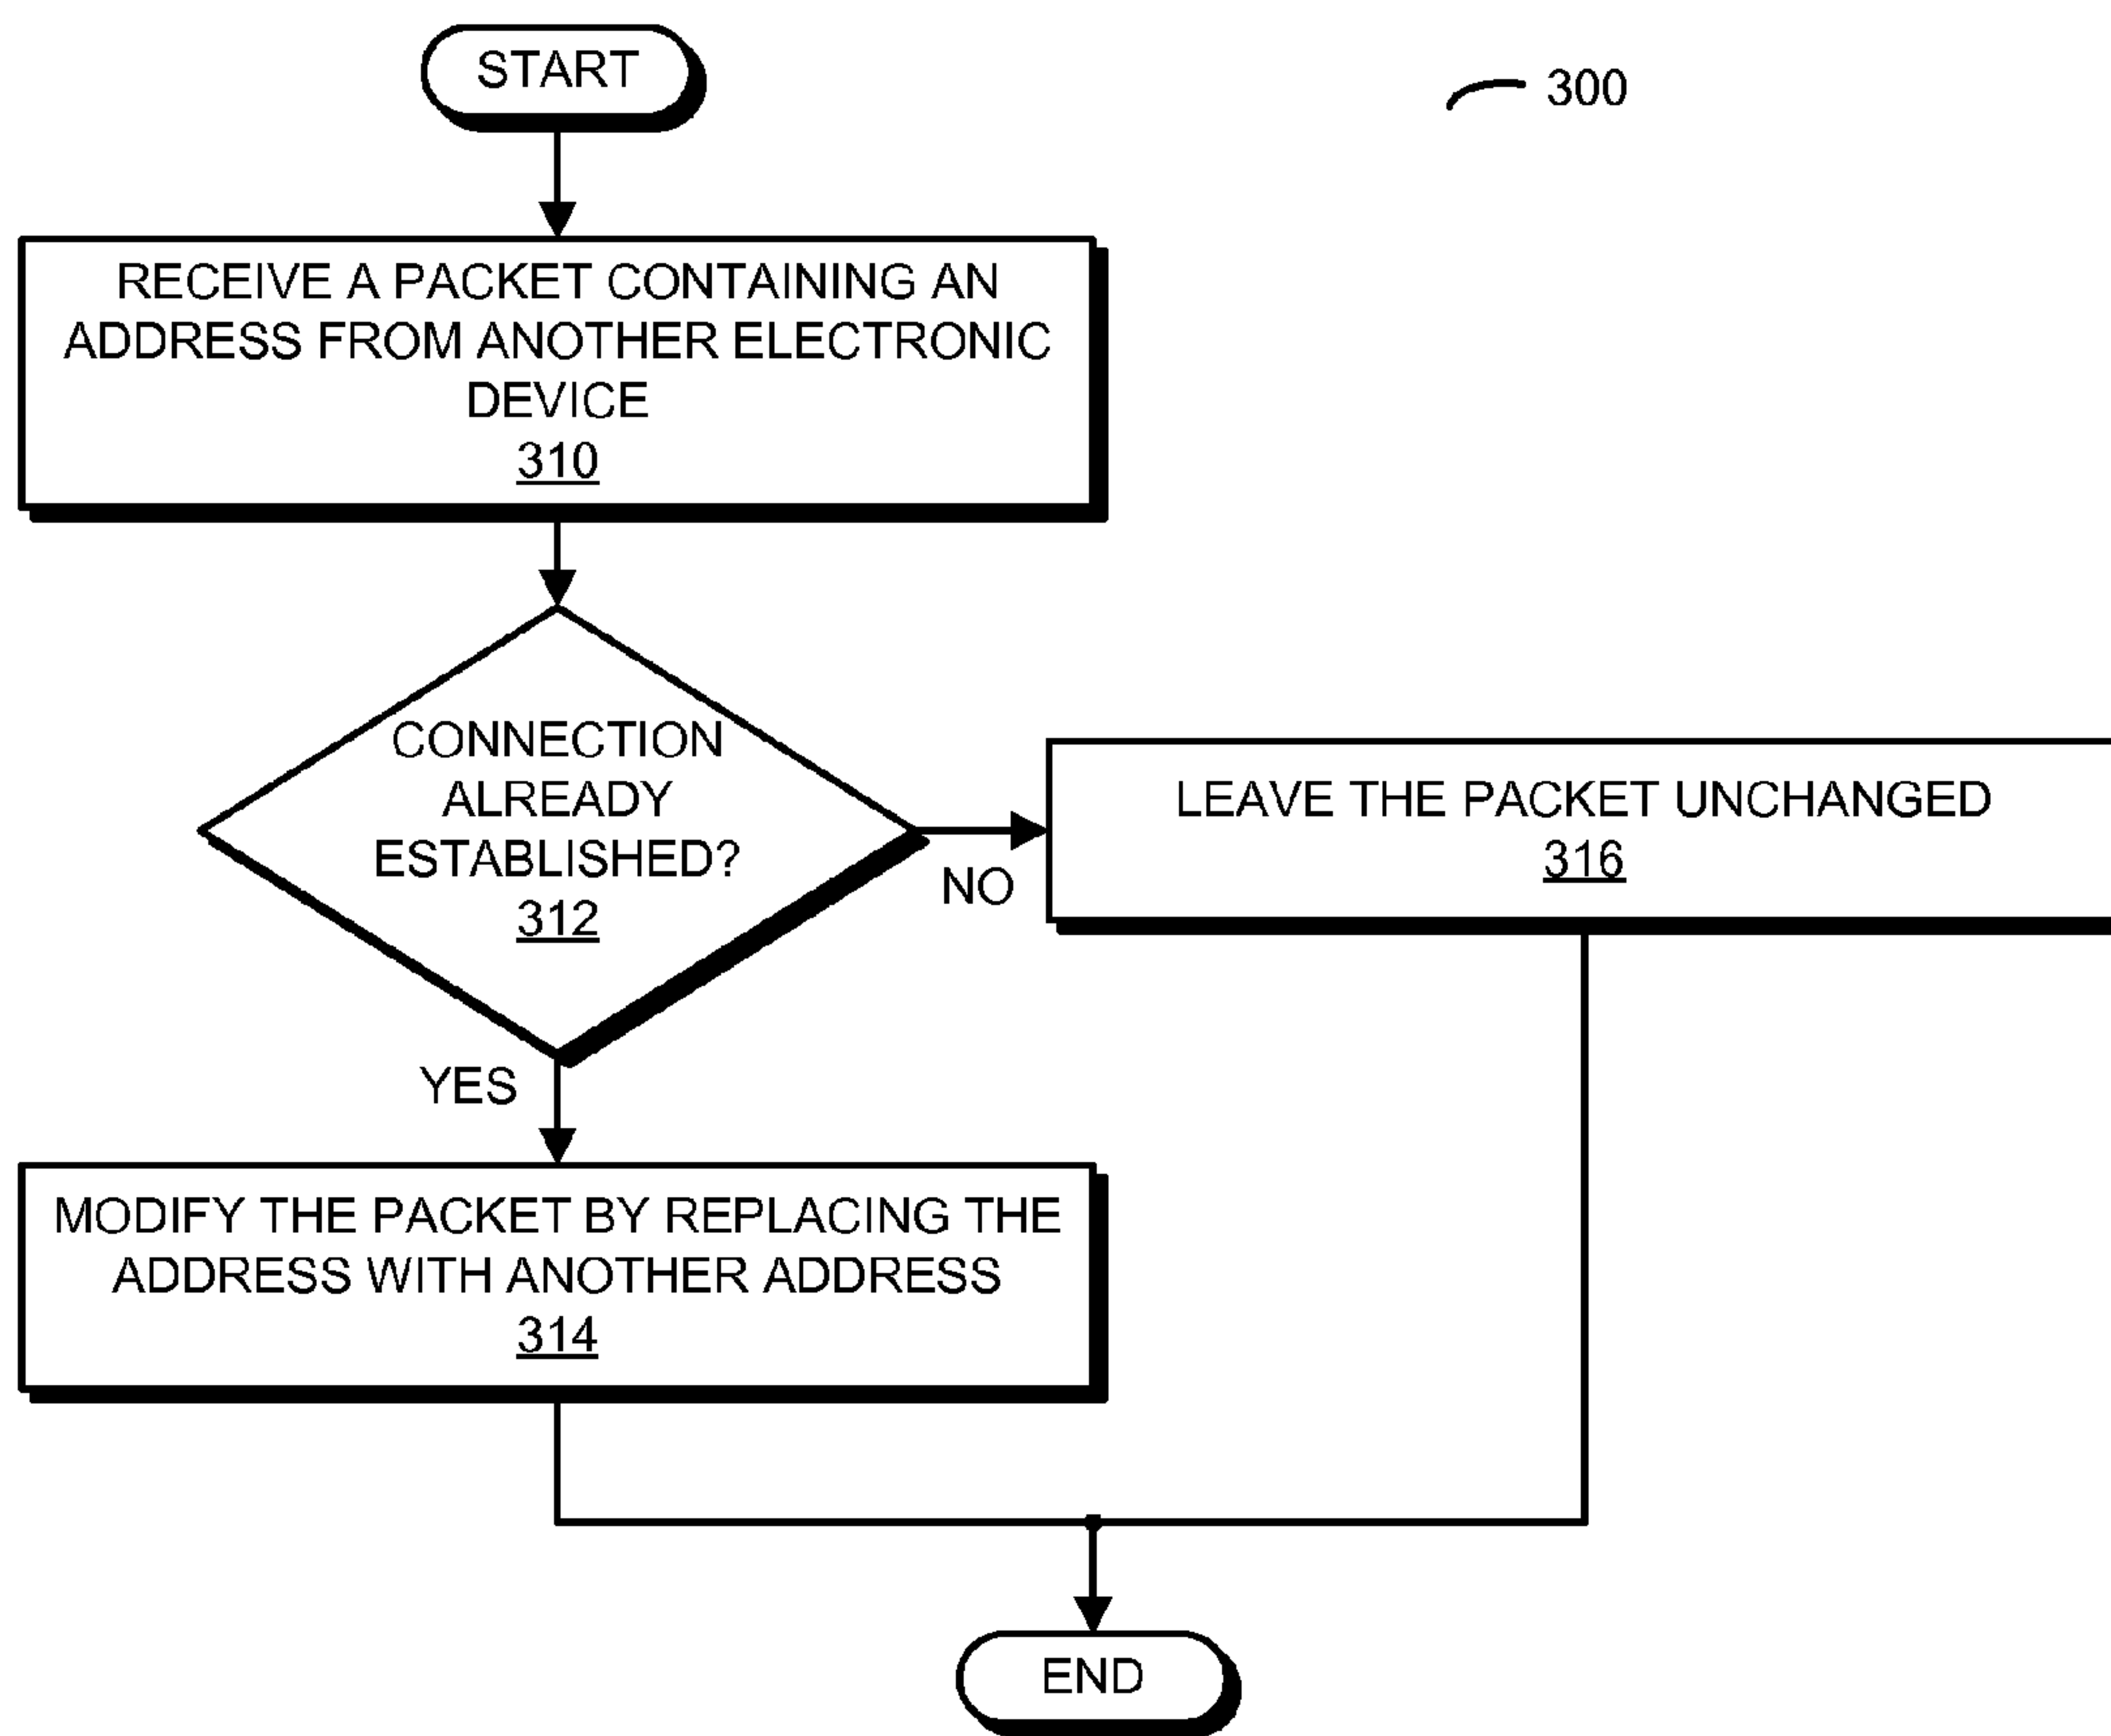 START
300
RECEIVE A PACKET CONTAINING AN
ADDRESS FROM ANOTHER ELECTRONIC
DEVICE
310
CONNECTION
ALREADY
ESTABLISHED?
312
NO
LEAVE THE PACKET UNCHANGED
316
YES
MODIFY THE PACKET BY REPLACING THE
ADDRESS WITH ANOTHER ADDRESS
314
END